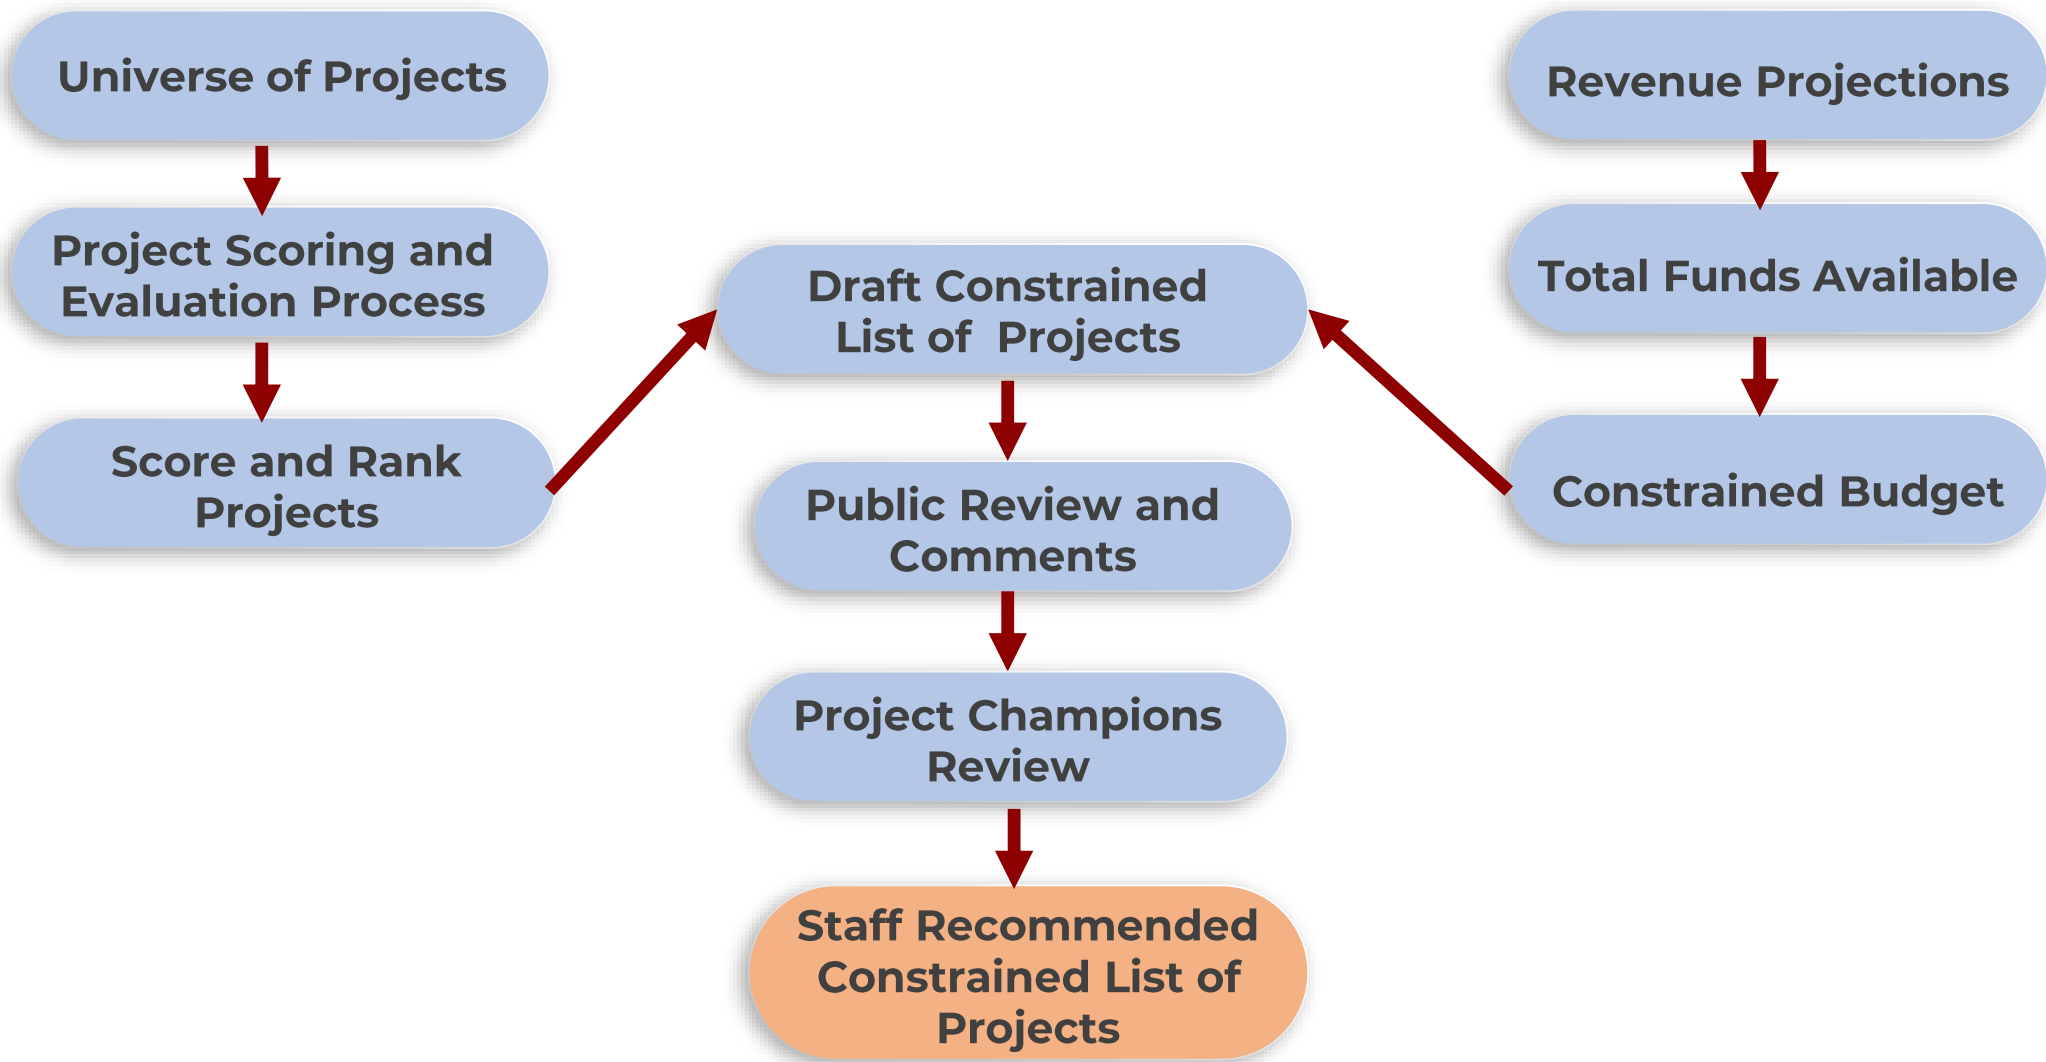 Universe of Projects
Project Scoring and
Evaluation Process
Score and Rank
Projects
Draft Constrained
List of  Projects
Public Review and
Comments
Project Champions
Review
Staff Recommended
Constrained List of
Projects
Revenue Projections
Total Funds Available
Constrained Budget